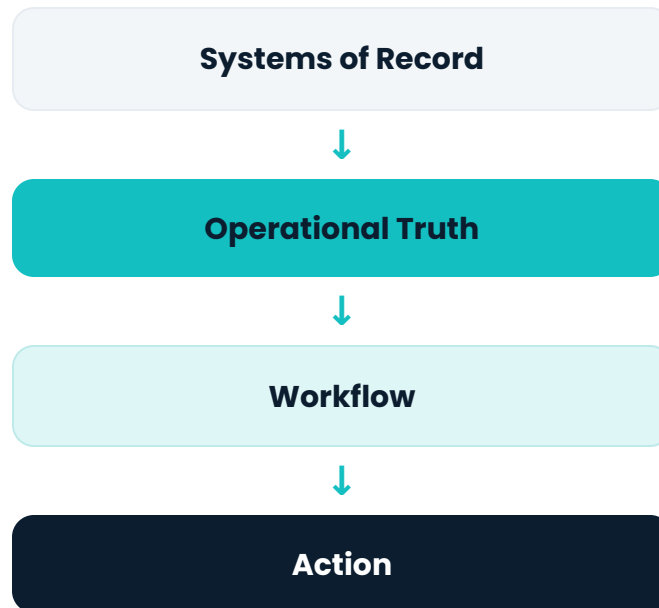 Systems of Record
↓
Operational Truth
↓
Workflow
↓
Action